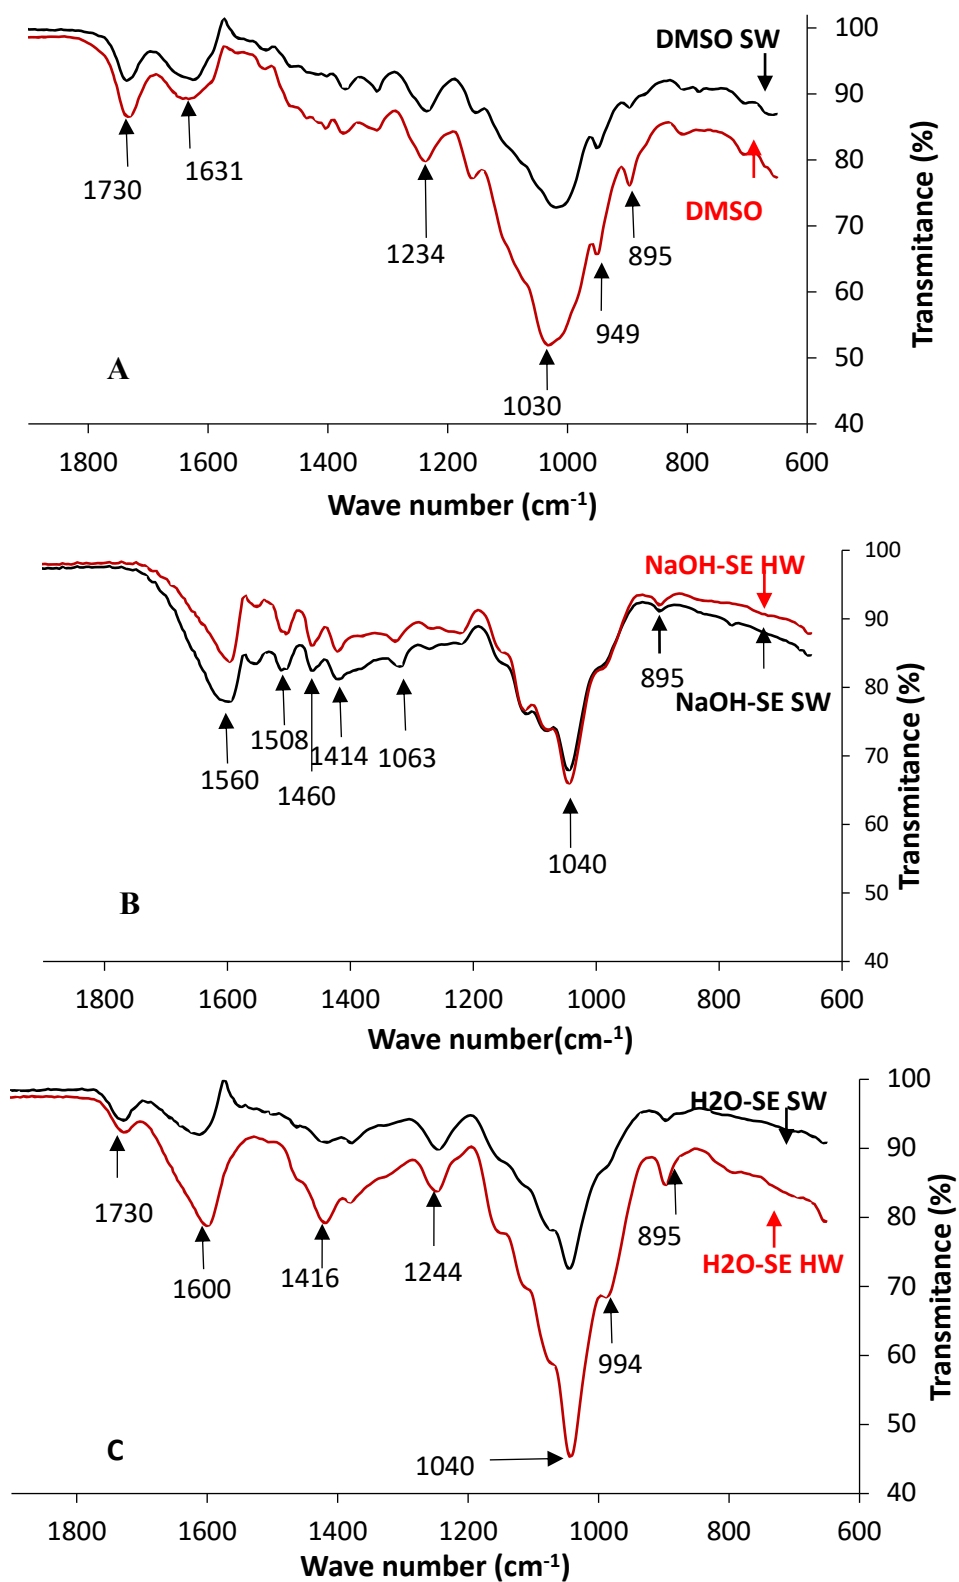 100
DMSO SW
90
80
1730
1631
DMSO
70
1234
895
60
949
50
A
1030
40
1800 1600 1400 1200 1000 800 600
Wave number (cm-1)
Transmitance (%)
100
NaOH-SE HW
90
895
80
NaOH-SE SW
1508
1414
1063
70
1560
1460
1040
60
B
50
40
1800 1600 1400 1200 1000 800 600
Wave number(cm-1)
Transmitance (%)
100
H2O-SE SW
90
1730
895
80
1416
1244
H2O-SE HW
1600
70
994
60
50
C
1040
40
1800 1600 1400 1200 1000 800 600
Wave number (cm-1)
Transmitance (%)